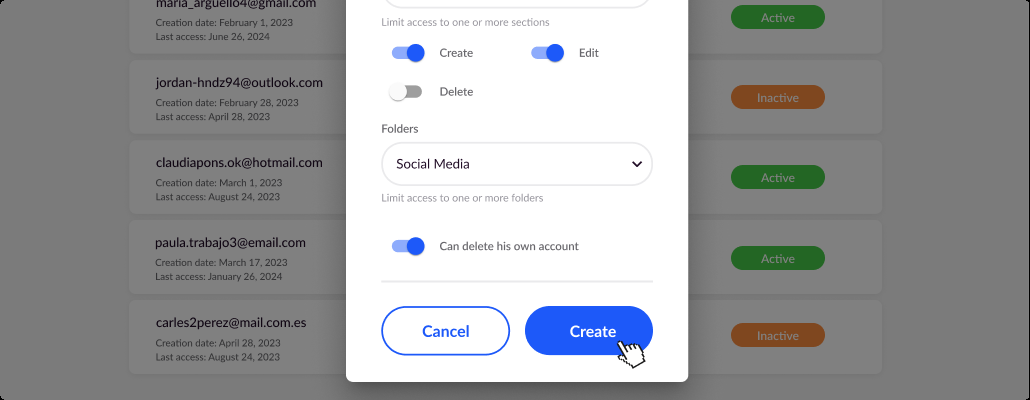 maria_arguello4@gmail.com
Creation date: February 1, 2023
Last access: June 26, 2024
Active
jordan-hndz94@outlook.com
Creation date: February 28, 2023
Last access: April 28, 2023
Inactive
claudiapons.ok@hotmail.com
Creation date: March 1, 2023
Last access: August 24, 2023
Active
paula.trabajo3@email.com
Creation date: March 17, 2023
Last access: January 26, 2024
Active
carles2perez@mail.com.es
Creation date: April 28, 2023
Last access: August 24, 2023
Inactive
Limit access to one or more sections
Create
Edit
Delete
Folders
Social Media
Limit access to one or more folders
Can delete his own account
Cancel
Create